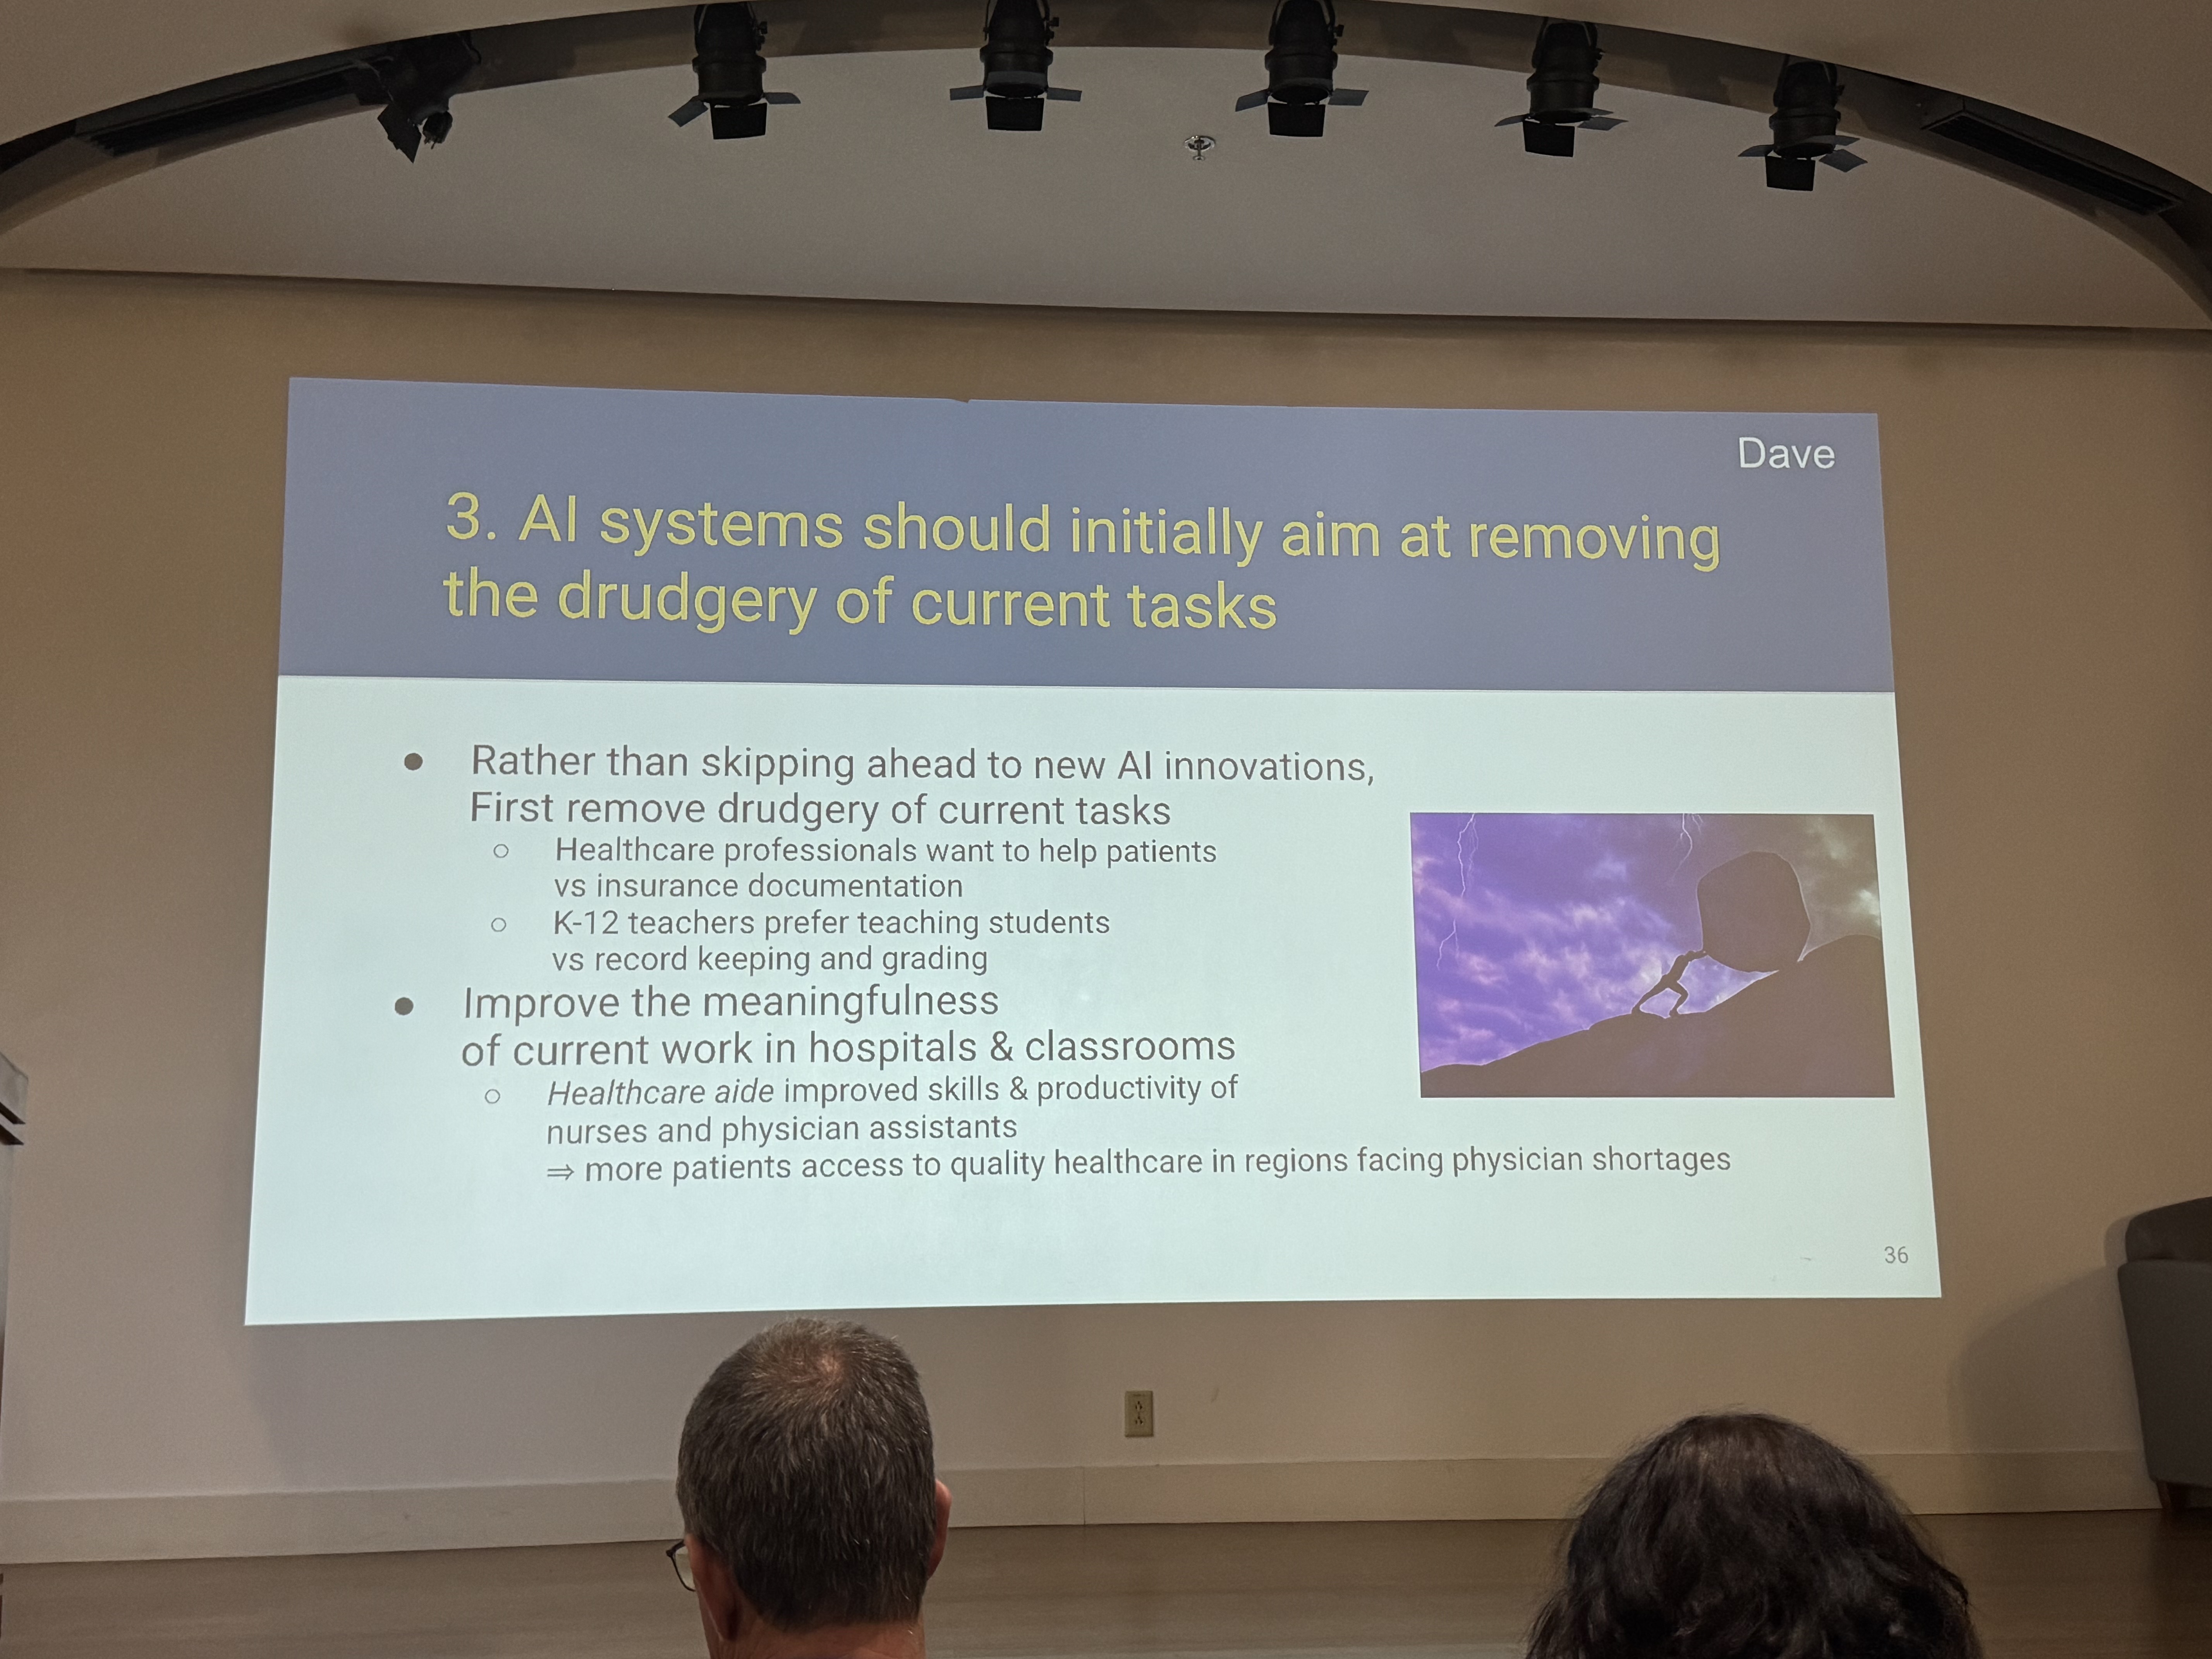 Dave
3. AI systems should initially aim at removing
the drudgery of current tasks
● Rather than skipping ahead to new AI innovations,
First remove drudgery of current tasks
○ Healthcare professionals want to help patients
vs insurance documentation
○ K-12 teachers prefer teaching students
vs record keeping and grading
● Improve the meaningfulness
of current work in hospitals & classrooms
○ Healthcare aide improved skills & productivity of
nurses and physician assistants
⇒ more patients access to quality healthcare in regions facing physician shortages
36